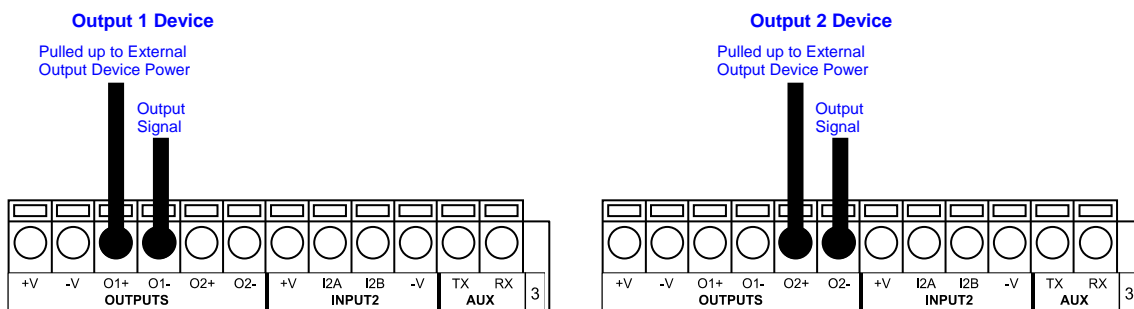 Output 1 Device
Pulled up to External
Output Device Power
Output
Signal
+V -V O1+ O1- O2+ O2- +V I2A I2B -V TX RX
OUTPUTS INPUT2 AUX 3
Output 2 Device
Pulled up to External
Output Device Power
Output
Signal
+V -V O1+ O1- O2+ O2- +V I2A I2B -V TX RX
OUTPUTS INPUT2 AUX 3